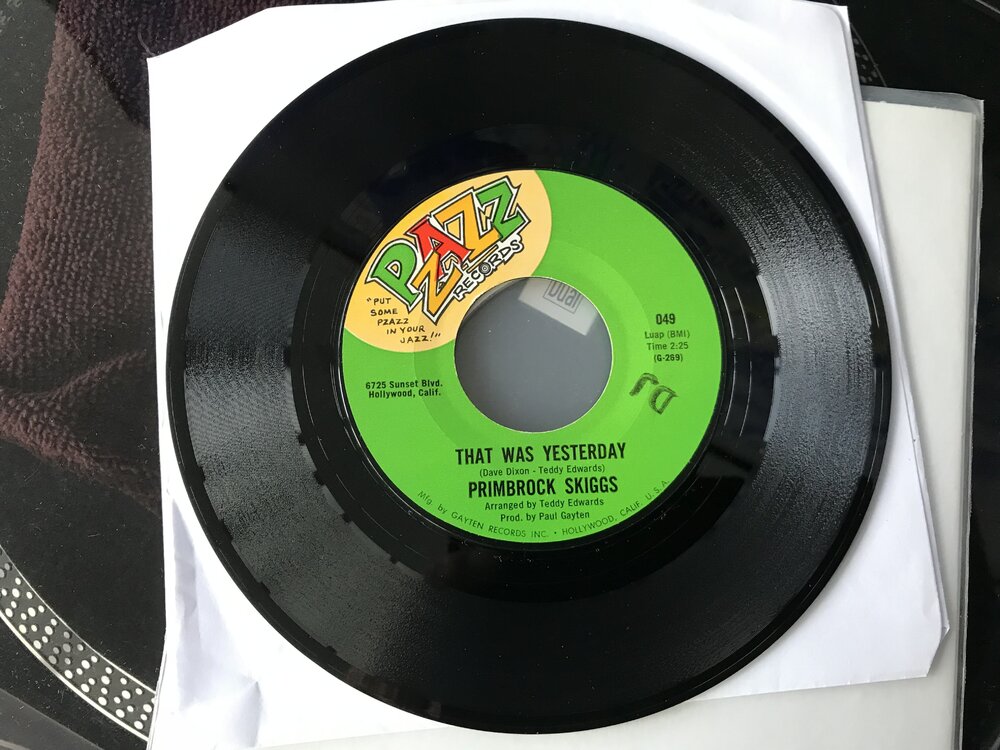 PZAZZ
RECORDS
"PUT
SOME
PZAZZ
IN YOUR
JAZZ!"
6725 Sunset Blvd.
Hollywood, Calif.
Dual
049
Luap (BMI)
Time 2:25
(G-269)
THAT WAS YESTERDAY
(Dave Dixon - Teddy Edwards)
PRIMBROCK SKIGGS
Arranged by Teddy Edwards
Prod. by Paul Gayten
Mfg. by GAYTEN RECORDS INC. • HOLLYWOOD, CALIF. U.S.A.